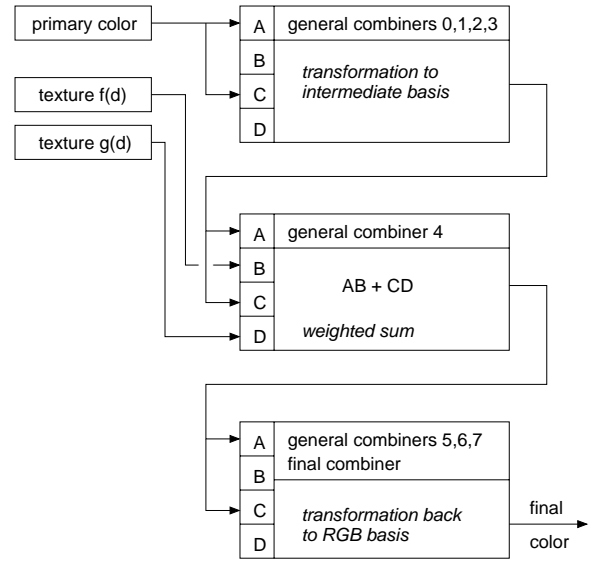 primary color
A
general combiners 0,1,2,3
B
transformation to
intermediate basis
C
D
texture f(d)
texture g(d)
A
general combiner 4
B
AB + CD
C
D
weighted sum
A
general combiners 5,6,7
final combiner
B
C
transformation back
to RGB basis
D
final
color